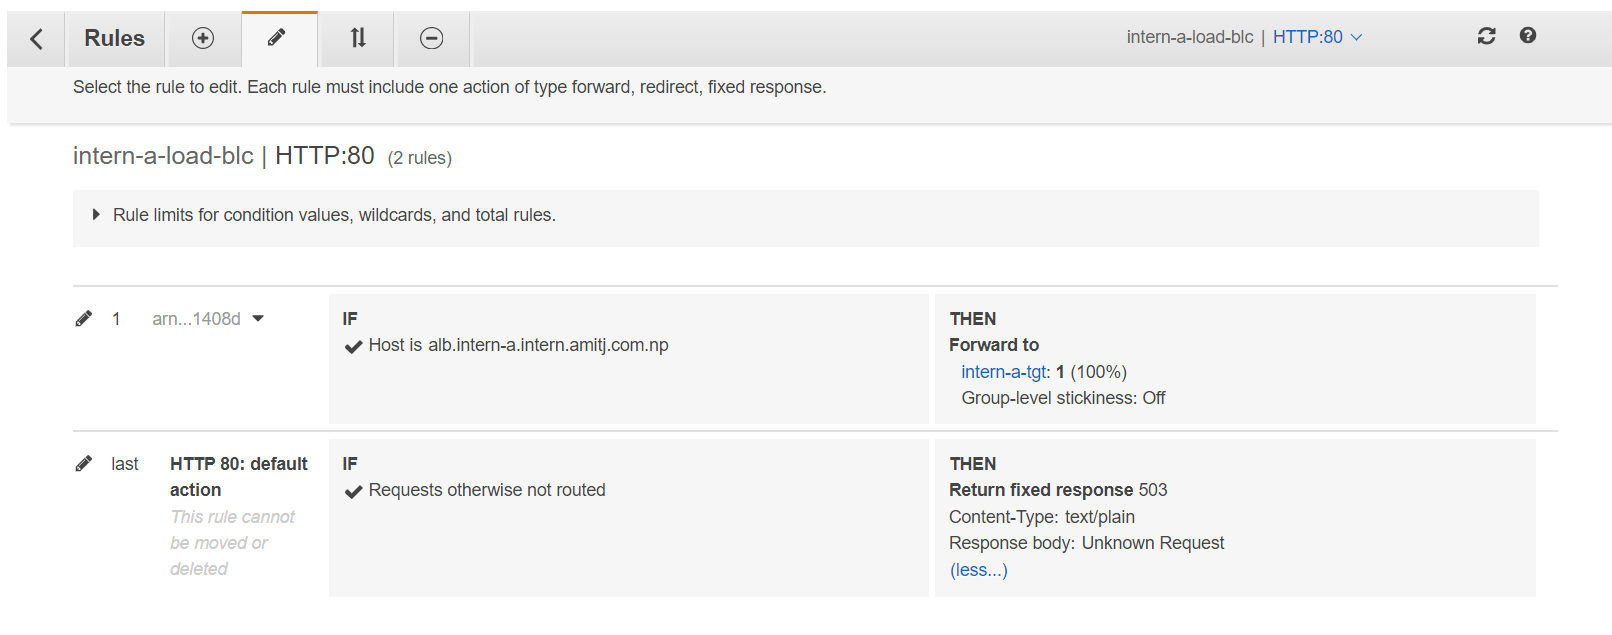 Rules
intern-a-load-blc | HTTP:80
Select the rule to edit. Each rule must include one action of type forward, redirect, fixed response.
intern-a-load-blc | HTTP:80 (2 rules)
Rule limits for condition values, wildcards, and total rules.
1 arn...1408d
IF
Host is alb.intern-a.intern.amitj.com.np
THEN
Forward to
intern-a-tgt: 1 (100%)
Group-level stickiness: Off
last
HTTP 80: default
action
This rule cannot
be moved or
deleted
IF
Requests otherwise not routed
THEN
Return fixed response 503
Content-Type: text/plain
Response body: Unknown Request
(less...)